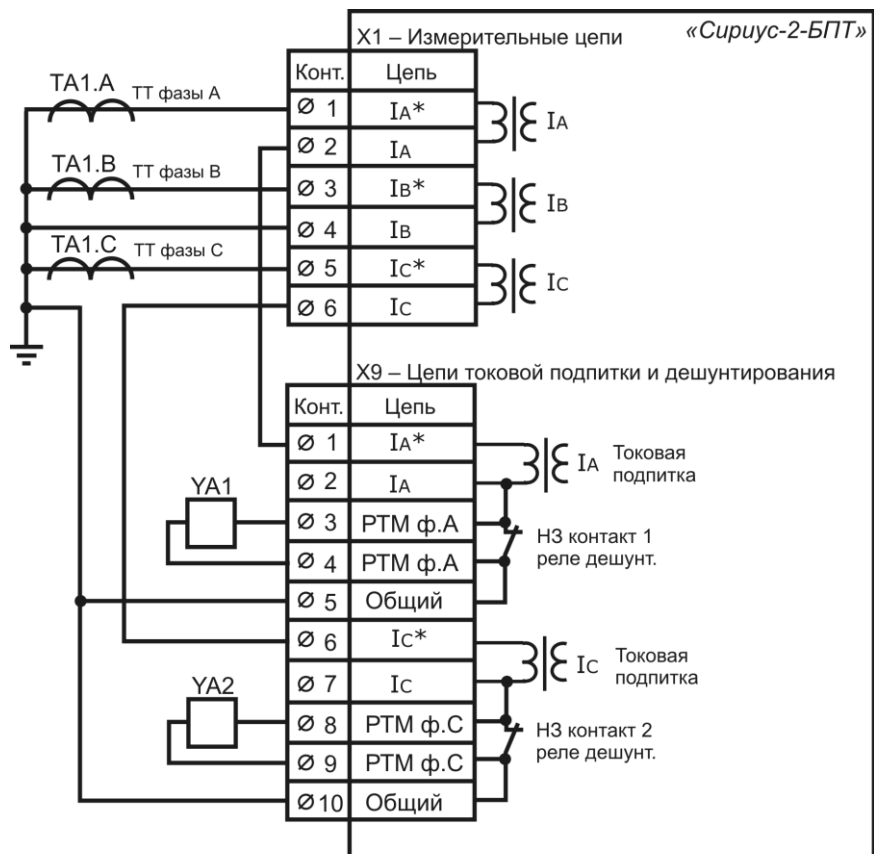 «Сириус-2-БПТ»
X1 – Измерительные цепи
Конт. Цепь
TA1.A ТТ фазы A
Ø 1 IA* IA
Ø 2 IA
TA1.B ТТ фазы B
Ø 3 IB* IB
Ø 4 IB
TA1.C ТТ фазы C
Ø 5 IC* IC
Ø 6 IC
X9 – Цепи токовой подпитки и дешунтирования
Конт. Цепь
Ø 1 IA*
IA Токовая
подпитка
Ø 2 IA
YA1
Ø 3 РТМ ф.А
НЗ контакт 1
реле дешунт.
Ø 4 РТМ ф.А
Ø 5 Общий
Ø 6 IC*
IC Токовая
подпитка
Ø 7 IC
YA2
Ø 8 РТМ ф.С
НЗ контакт 2
реле дешунт.
Ø 9 РТМ ф.С
Ø 10 Общий